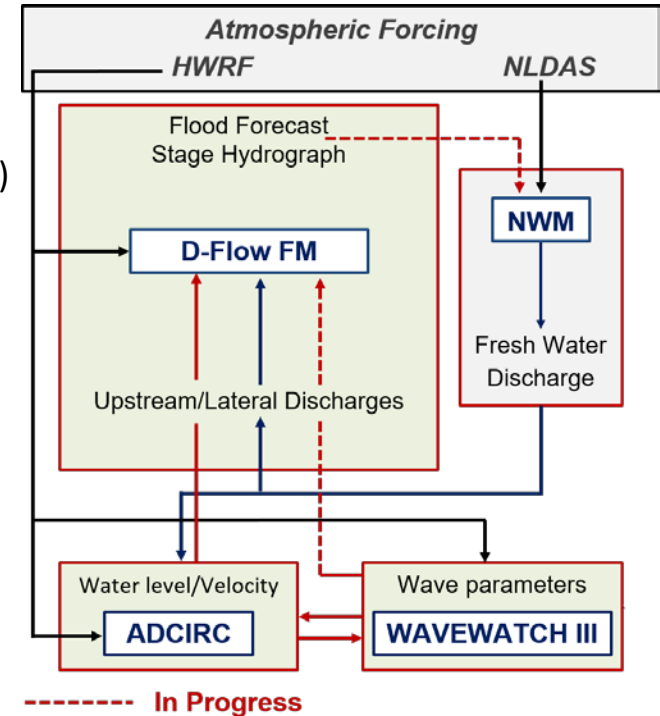 Atmospheric Forcing
HWRF NLDAS
)
Flood Forecast
Stage Hydrograph
D-Flow FM
NWM
Fresh Water
Discharge
Upstream/Lateral Discharges
Water level/Velocity
ADCIRC
Wave parameters
WAVEWATCH III
In Progress